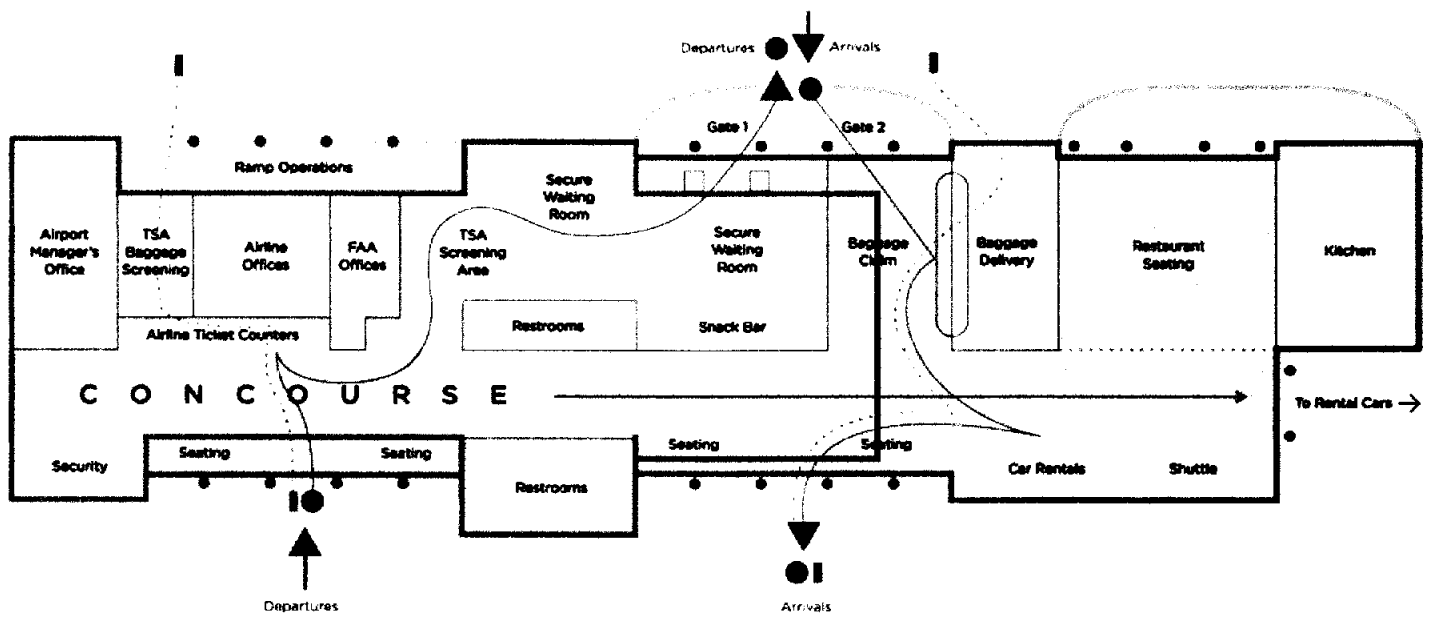 Departures
Arrivals
Gate 1
Gate 2
Ramp Operations
Airport
Manager's
Office
TSA
Baggage
Screening
Airline
Offices
FAA
Offices
TSA
Screening
Area
Secure
Waiting
Room
Secure
Waiting
Room
Baggage
Claim
Baggage
Delivery
Restaurant
Seating
Kitchen
Airline Ticket Counters
Restrooms
Snack Bar
CONCOURSE
To Rental Cars →
Security
Seating
Seating
Restrooms
Seating
Seating
Car Rentals
Shuttle
Departures
Arrivals